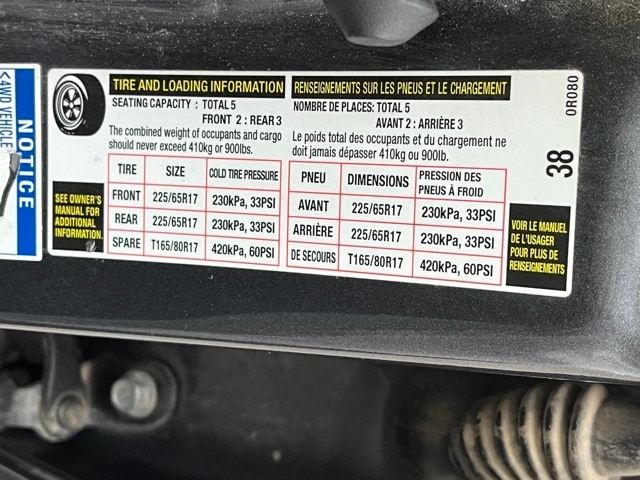 <4WD VEHICLE
NOTICE
TIRE AND LOADING INFORMATION
SEATING CAPACITY : TOTAL 5
FRONT 2 : REAR 3
The combined weight of occupants and cargo
should never exceed 410kg or 900lbs.
TIRE SIZE COLD TIRE PRESSURE
FRONT 225/65R17 230kPa, 33PSI
REAR 225/65R17 230kPa, 33PSI
SPARE T165/80R17 420kPa, 60PSI
SEE OWNER'S
MANUAL FOR
ADDITIONAL
INFORMATION.
RENSEIGNEMENTS SUR LES PNEUS ET LE CHARGEMENT
NOMBRE DE PLACES: TOTAL 5
AVANT 2 : ARRIÈRE 3
Le poids total des occupants et du chargement ne
doit jamais dépasser 410kg ou 900lb.
PNEU DIMENSIONS PRESSION DES
PNEUS À FROID
AVANT 225/65R17 230kPa, 33PSI
ARRIÈRE 225/65R17 230kPa, 33PSI
DE SECOURS T165/80R17 420kPa, 60PSI
VOIR LE MANUEL
DE L'USAGER
POUR PLUS DE
RENSEIGNEMENTS
38
0R080